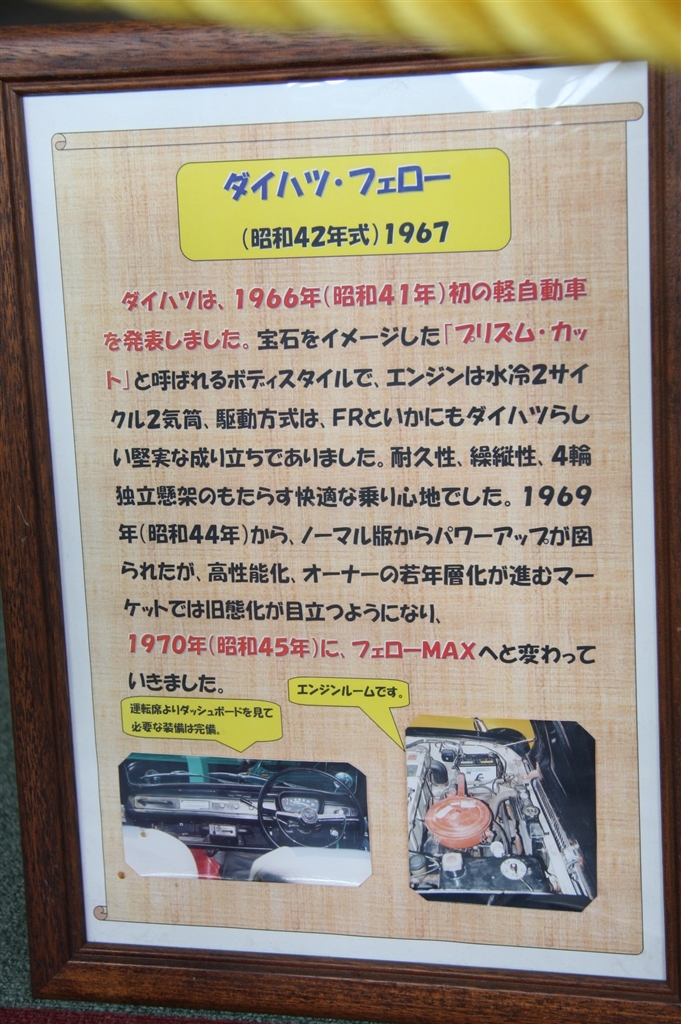 ダイハツ・フェロー
(昭和42年式)1967
ダイハツは、1966年(昭和41年)初の軽自動車
を発表しました。宝石をイメージした「プリズム・カッ
ト」と呼ばれるボディスタイルで、エンジンは水冷2サイ
クル2気筒、駆動方式は、FRといかにもダイハツらし
い堅実な成り立ちでありました。耐久性、操縦性、4輪
独立懸架のもたらす快適な乗り心地でした。1969
年(昭和44年)から、ノーマル版からパワーアップが図
られたが、高性能化、オーナーの若年層化が進むマー
ケットでは旧態化が目立つようになり、
1970年(昭和45年)に、フェローMAXへと変わって
いきました。
運転席よりダッシュボードを見て
必要な装備は完備。
エンジンルームです。